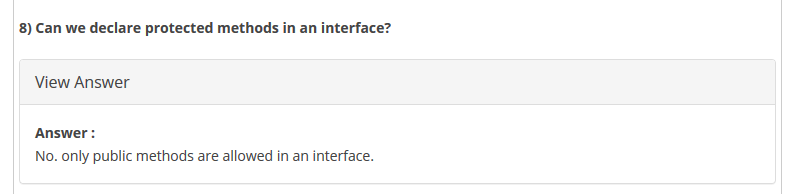 8) Can we declare protected methods in an interface?
View Answer
Answer :
No. only public methods are allowed in an interface.